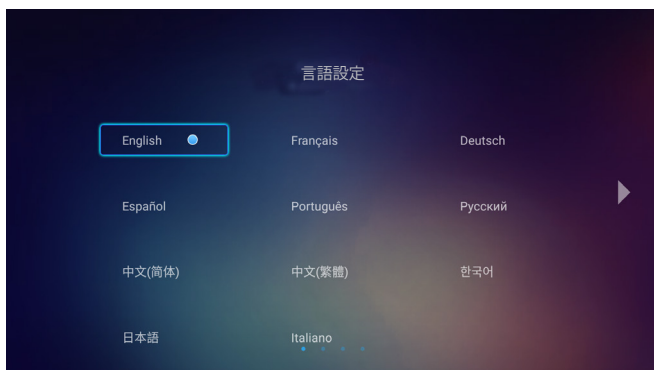 言語設定
English
Français
Deutsch
Español
Português
Русский
中文(简体)
中文(繁體)
한국어
日本語
Italiano